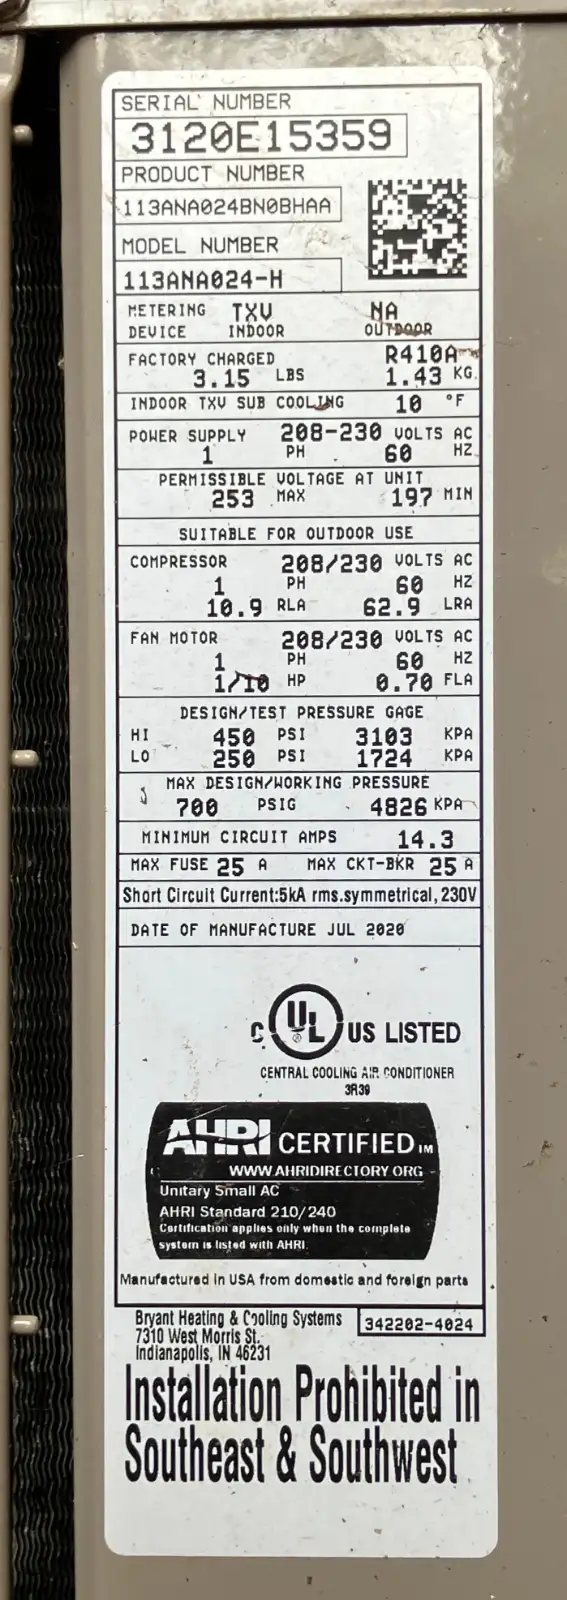 SERIAL NUMBER
3120E15359
PRODUCT NUMBER
113ANA024BN0BHAA
MODEL NUMBER
113ANA024-H
METERING TXV NA
DEVICE INDOOR OUTDOOR
FACTORY CHARGED R410A
3.15 LBS 1.43 KG.
INDOOR TXV SUB COOLING 10 °F
POWER SUPPLY 208-230 VOLTS AC
1 PH 60 HZ
PERMISSIBLE VOLTAGE AT UNIT
253 MAX 197 MIN
SUITABLE FOR OUTDOOR USE
COMPRESSOR 208/230 VOLTS AC
1 PH 60 HZ
10.9 RLA 62.9 LRA
FAN MOTOR 208/230 VOLTS AC
1 PH 60 HZ
1/10 HP 0.70 FLA
DESIGN/TEST PRESSURE GAGE
HI 450 PSI 3103 KPA
LO 250 PSI 1724 KPA
MAX DESIGN/WORKING PRESSURE
700 PSIG 4826 KPA
MINIMUM CIRCUIT AMPS 14.3
MAX FUSE 25 A MAX CKT-BKR 25 A
Short Circuit Current:5kA rms.symmetrical, 230V
DATE OF MANUFACTURE JUL 2020
C UL ® US LISTED
CENTRAL COOLING AIR CONDITIONER
3R39
AHRI CERTIFIED TM
WWW.AHRIDIRECTORY.ORG
Unitary Small AC
AHRI Standard 210/240
Certification applies only when the complete
system is listed with AHRI.
Manufactured in USA from domestic and foreign parts
Bryant Heating & Cooling Systems 342202-4024
7310 West Morris St.
Indianapolis, IN 46231
Installation Prohibited in
Southeast & Southwest